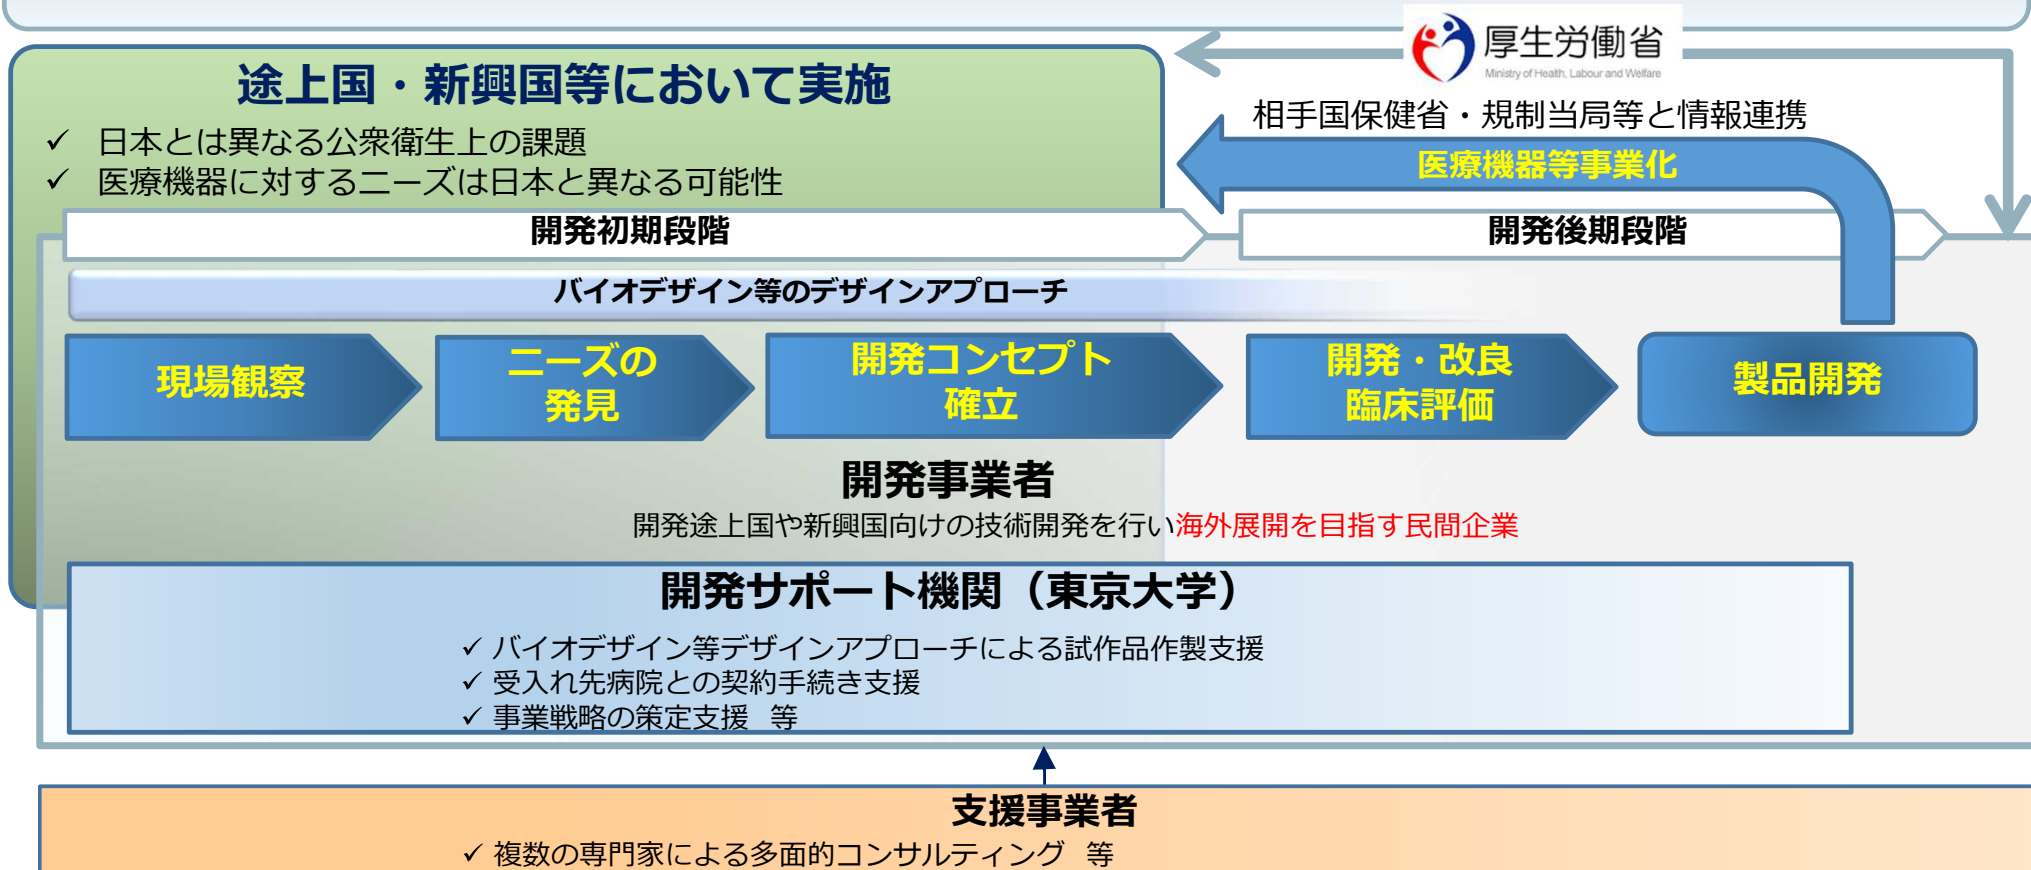 厚生労働省
Ministry of Health, Labour and Welfare
途上国・新興国等において実施
✓ 日本とは異なる公衆衛生上の課題
✓ 医療機器に対するニーズは日本と異なる可能性
相手国保健省・規制当局等と情報連携
医療機器等事業化
開発初期段階
開発後期段階
バイオデザイン等のデザインアプローチ
現場観察
ニーズの
発見
開発コンセプト
確立
開発・改良
臨床評価
製品開発
開発事業者
開発途上国や新興国向けの技術開発を行い海外展開を目指す民間企業
開発サポート機関（東京大学）
✓ バイオデザイン等デザインアプローチによる試作品作製支援
✓ 受入れ先病院との契約手続き支援
✓ 事業戦略の策定支援 等
支援事業者
✓ 複数の専門家による多面的コンサルティング 等